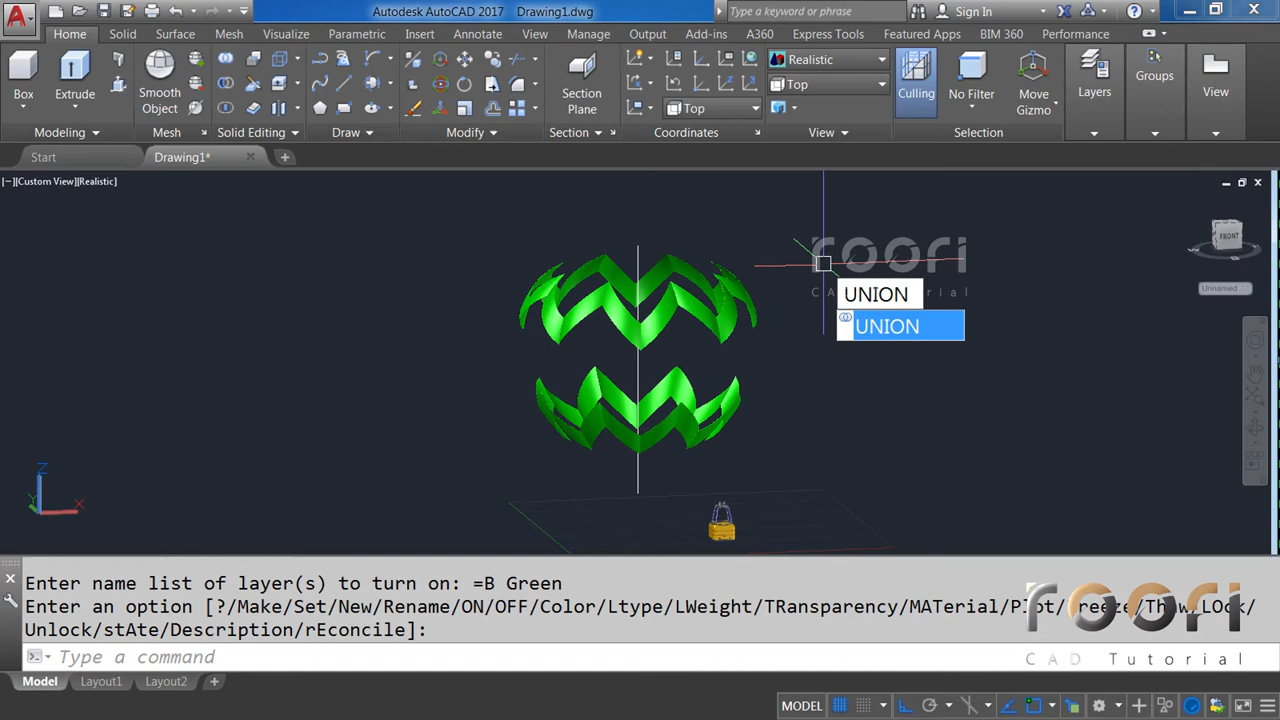 Autodesk AutoCAD 2017 Drawing1.dwg
Type a keyword or phrase
Sign In
Home Solid Surface Mesh Visualize Parametric Insert Annotate View Manage Output Add-ins A360 Express Tools Featured Apps BIM 360 Performance
Box
Extrude
Smooth Object
Section Plane
Top
Realistic
Top
Culling
No Filter
Move Gizmo
Layers
Groups
View
Modeling Mesh Solid Editing Draw Modify Section Coordinates View Selection
Start Drawing1* +
[−][Custom View][Realistic]
FRONT
Unnamed
roori
UNION
UNION
Z
Y
X
Enter name list of layer(s) to turn on: =B Green
Enter an option [?/Make/Set/New/Rename/ON/OFF/Color/Ltype/LWeight/TRansparency/MATerial/Plot/Freeze/Thaw/LOck/
Unlock/stAte/Description/rEconcile]:
Type a command
roori
CAD Tutorial
Model Layout1 Layout2 +
MODEL